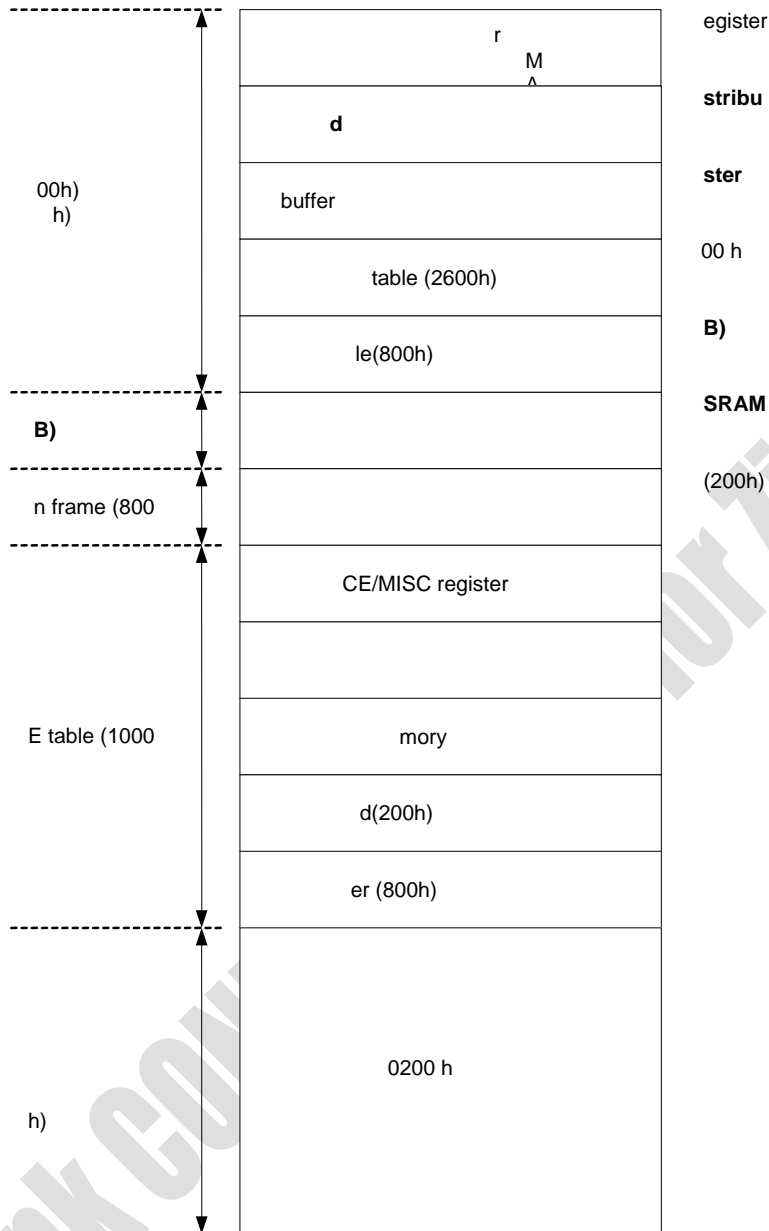 egister
r
M
stribu
d
ster
00h)
h)
buffer
00 h
table (2600h)
B)
le(800h)
SRAM
B)
(200h)
n frame (800
CE/MISC register
E table (1000
mory
d(200h)
er (800h)
0200 h
h)